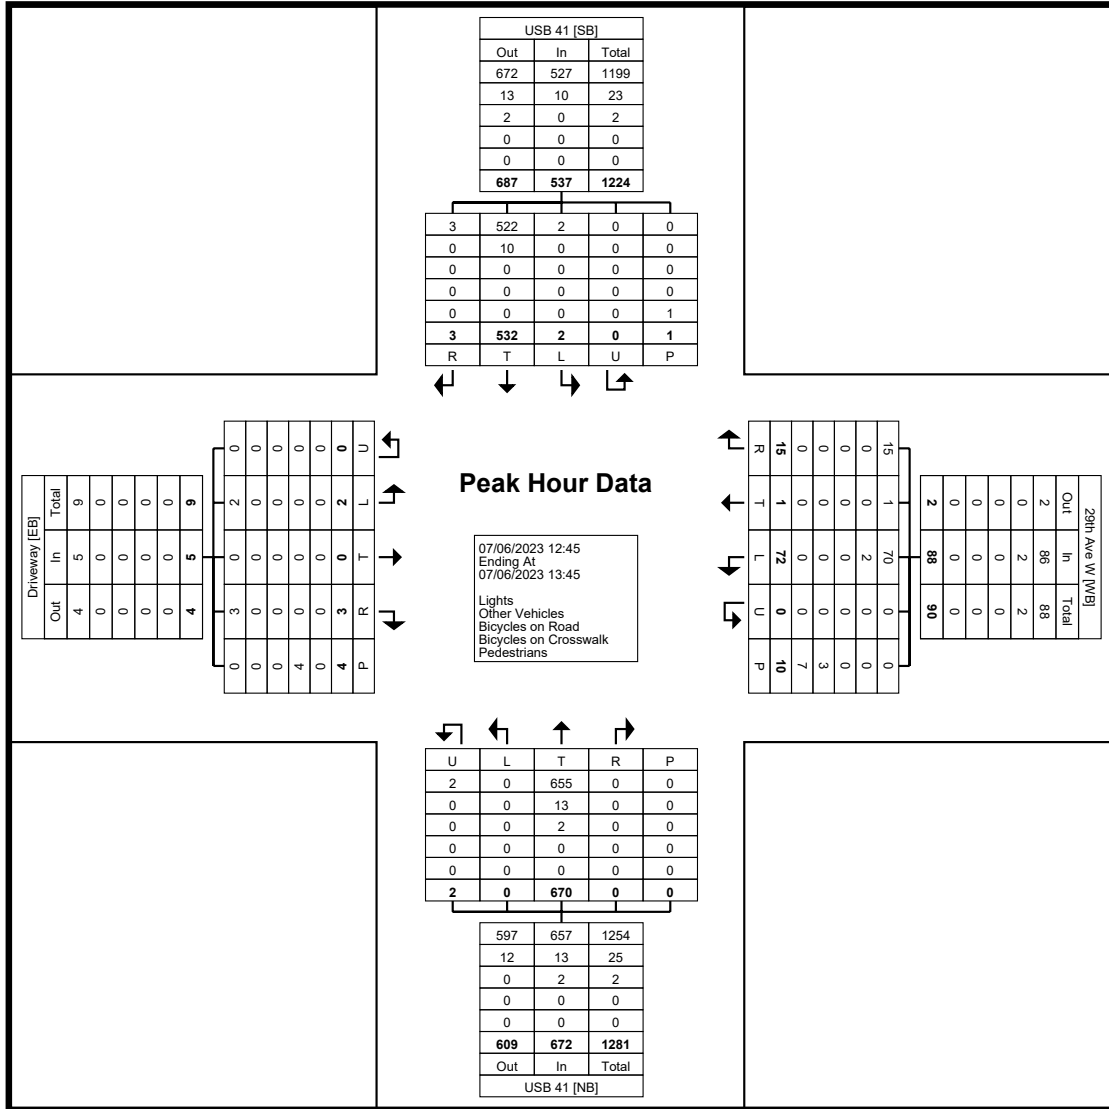 USB 41 [SB]
Out In Total
672 527 1199
13 10 23
2 0 2
0 0 0
0 0 0
687 537 1224
3 522 2 0 0
0 10 0 0 0
0 0 0 0 0
0 0 0 0 0
0 0 0 0 1
3 532 2 0 1
R T L U P
Driveway [EB]
Total 9 0 0 0 0 9
In 5 0 0 0 0 5
Out 4 0 0 0 0 4
0 0 0 0 0 0 U
2 0 0 0 0 2 L
0 0 0 0 0 0 T
3 0 0 0 0 3 R
0 0 0 4 0 4 P
Peak Hour Data
07/06/2023 12:45
Ending At
07/06/2023 13:45
Lights
Other Vehicles
Bicycles on Road
Bicycles on Crosswalk
Pedestrians
R 15 0 0 0 0 15
T 1 0 0 0 0 1
L 72 0 0 0 2 70
U 0 0 0 0 0 0
P 10 7 3 0 0 0
29th Ave W [WB]
Out 2 0 0 0 0 2
In 86 2 0 0 0 88
Total 88 2 0 0 0 90
U L T R P
2 0 655 0 0
0 0 13 0 0
0 0 2 0 0
0 0 0 0 0
0 0 0 0 0
2 0 670 0 0
597 657 1254
12 13 25
0 2 2
0 0 0
0 0 0
609 672 1281
Out In Total
USB 41 [NB]